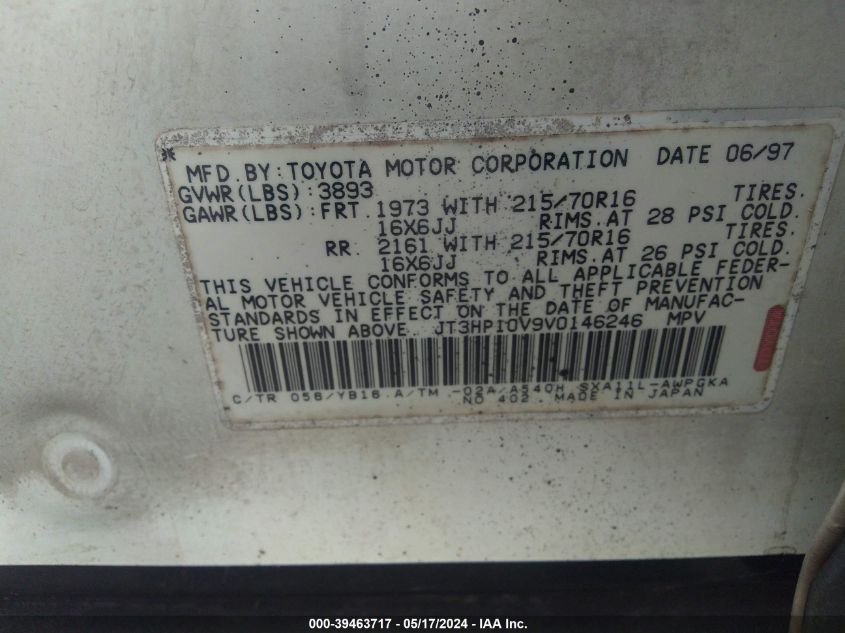 MFD.BY:TOYOTA MOTOR CORPORATION DATE 06/97
GVWR(LBS):3893
GAWR(LBS):FRT. 1973 WITH 215/70R16 TIRES.
16X6JJ RIMS.AT 28 PSI COLD.
RR. 2161 WITH 215/70R16 TIRES.
16X6JJ RIMS.AT 26 PSI COLD.
THIS VEHICLE CONFORMS TO ALL APPLICABLE FEDER-
AL MOTOR VEHICLE SAFETY AND THEFT PREVENTION
STANDARDS IN EFFECT ON THE DATE OF MANUFAC-
TURE SHOWN ABOVE. JT3HP10V9V0146246 MPV
C/TR 056/YB16 A/TM -02A/A540H SXA11L-AWPGKA
NO 402. MADE IN JAPAN
000-39463717 - 05/17/2024 - IAA Inc.